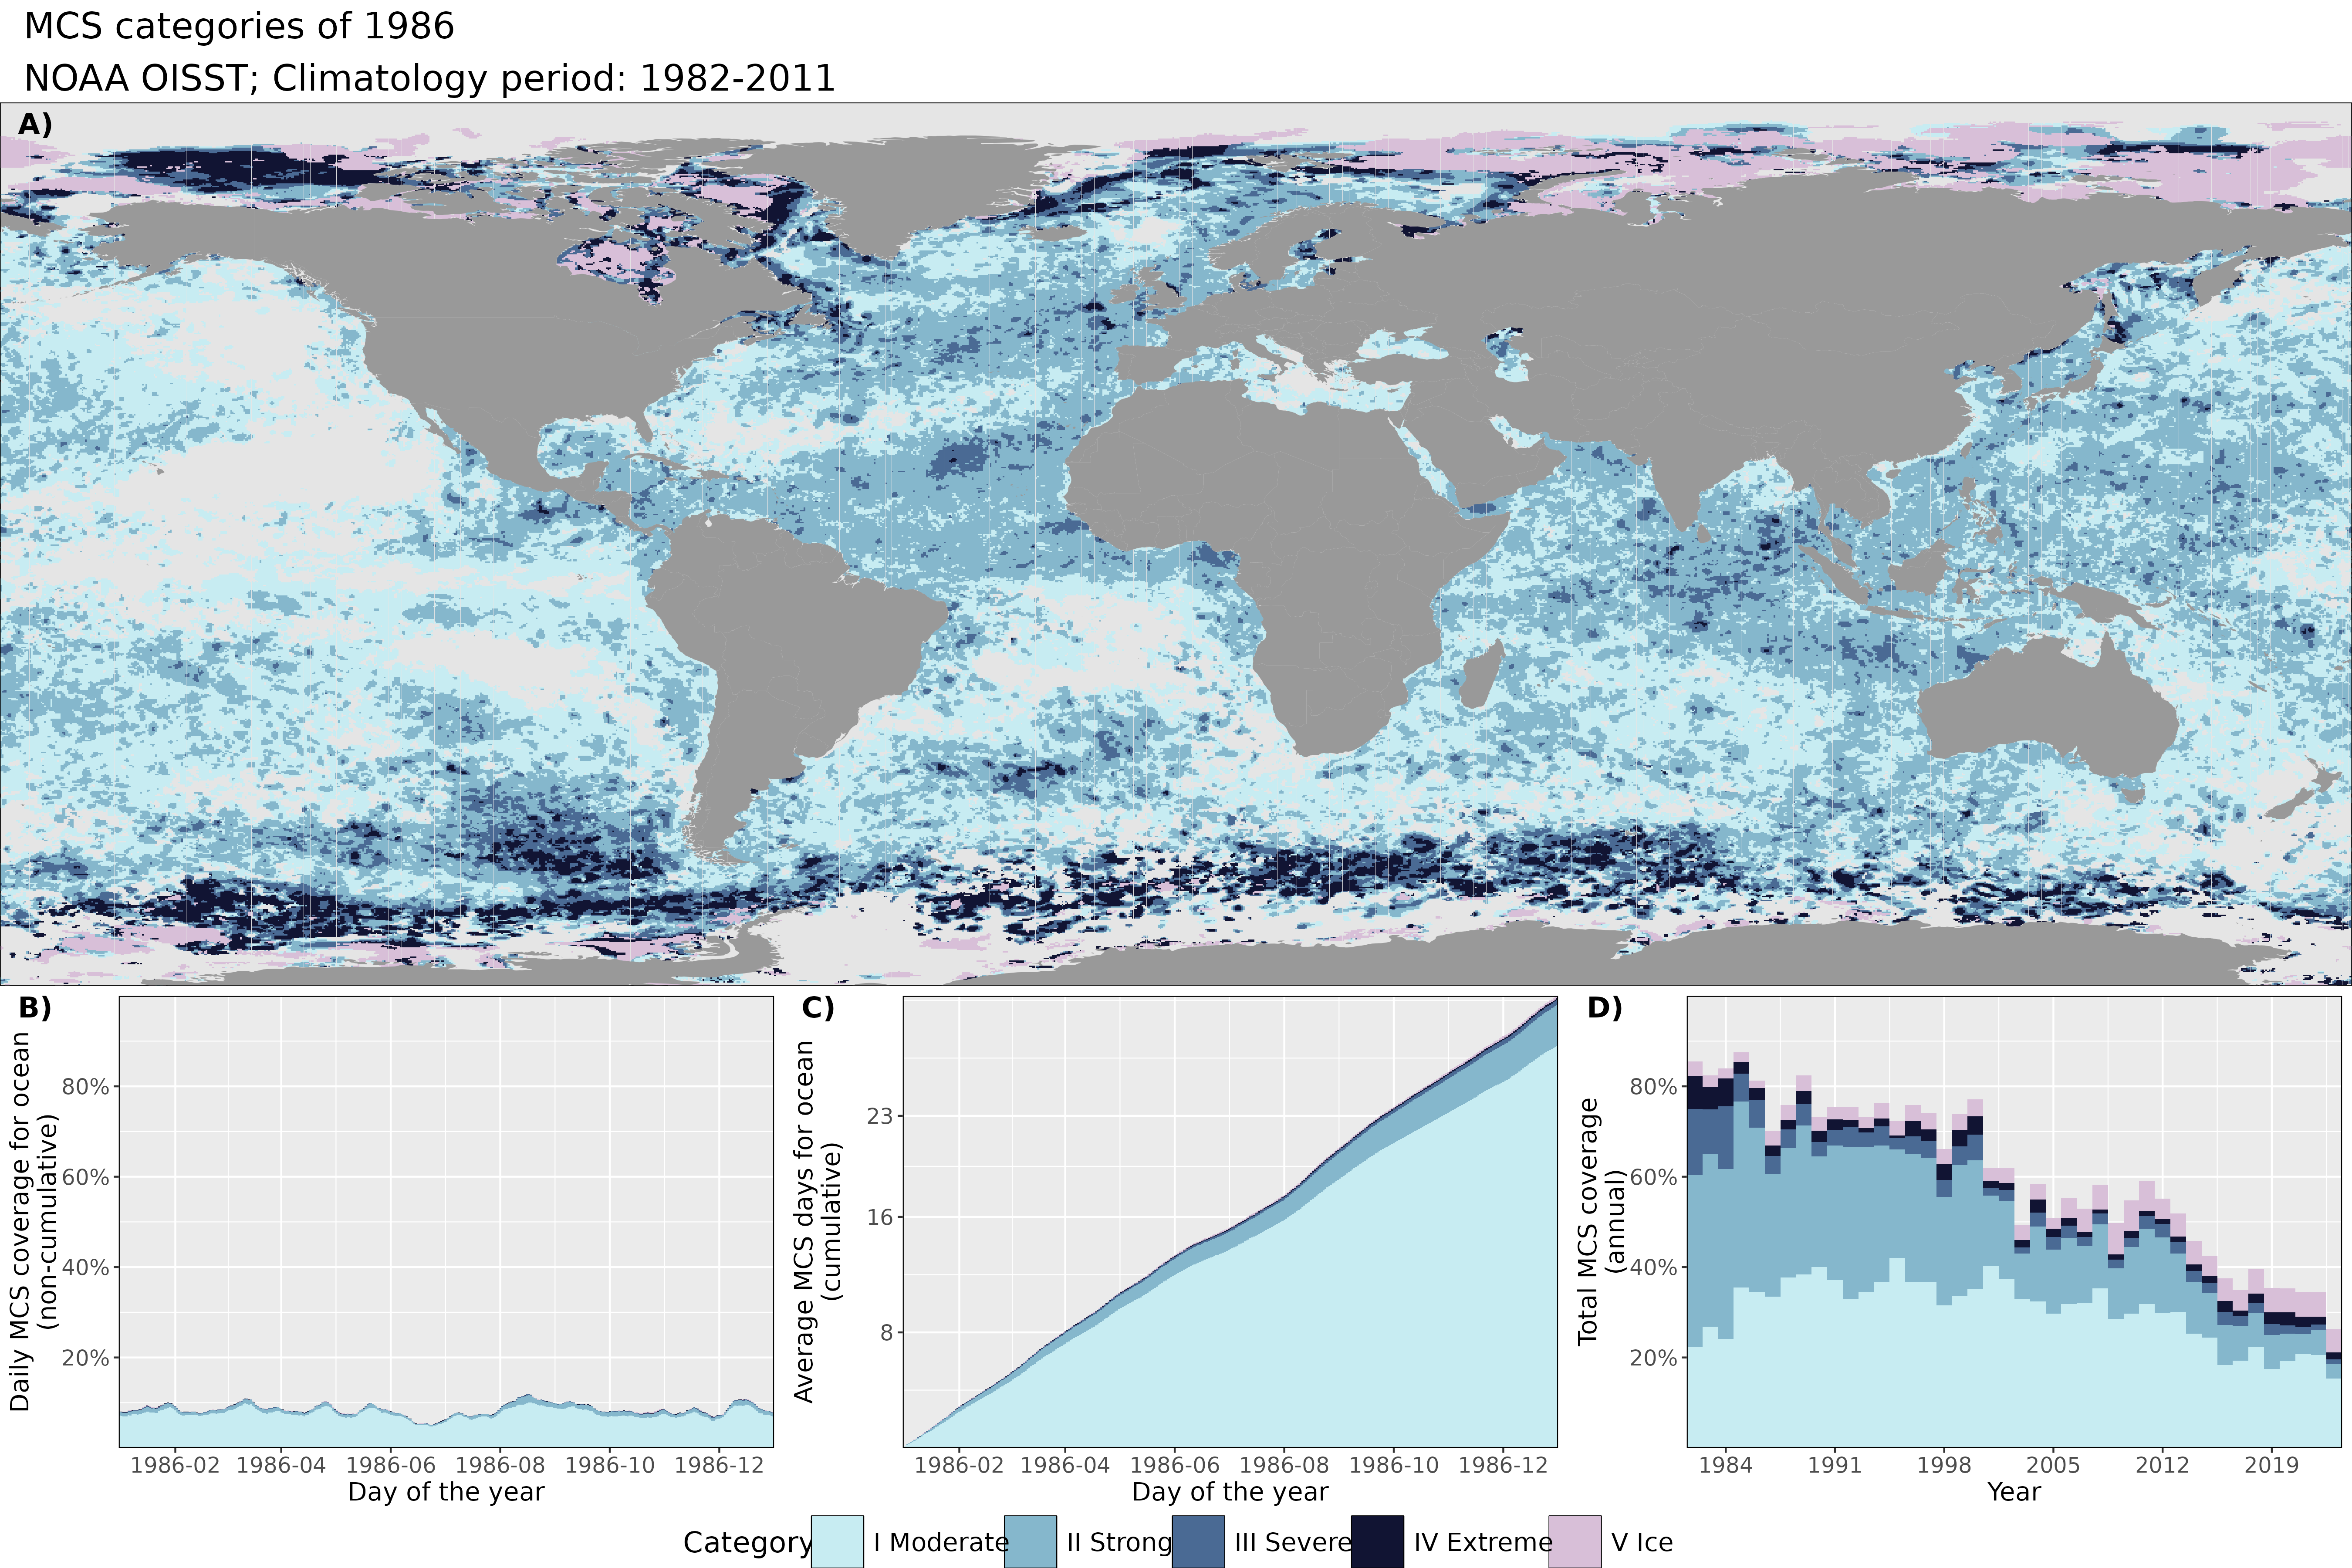 MCS categories of 1986
NOAA OISST; Climatology period: 1982-2011
A)
B)
Daily MCS coverage for ocean
(non-cumulative)
80%
60%
40%
20%
1986-02 1986-04 1986-06 1986-08 1986-10 1986-12
Day of the year
C)
Average MCS days for ocean
(cumulative)
23
16
8
1986-02 1986-04 1986-06 1986-08 1986-10 1986-12
Day of the year
D)
Total MCS coverage
(annual)
80%
60%
40%
20%
1984 1991 1998 2005 2012 2019
Year
Category I Moderate II Strong III Severe IV Extreme V Ice